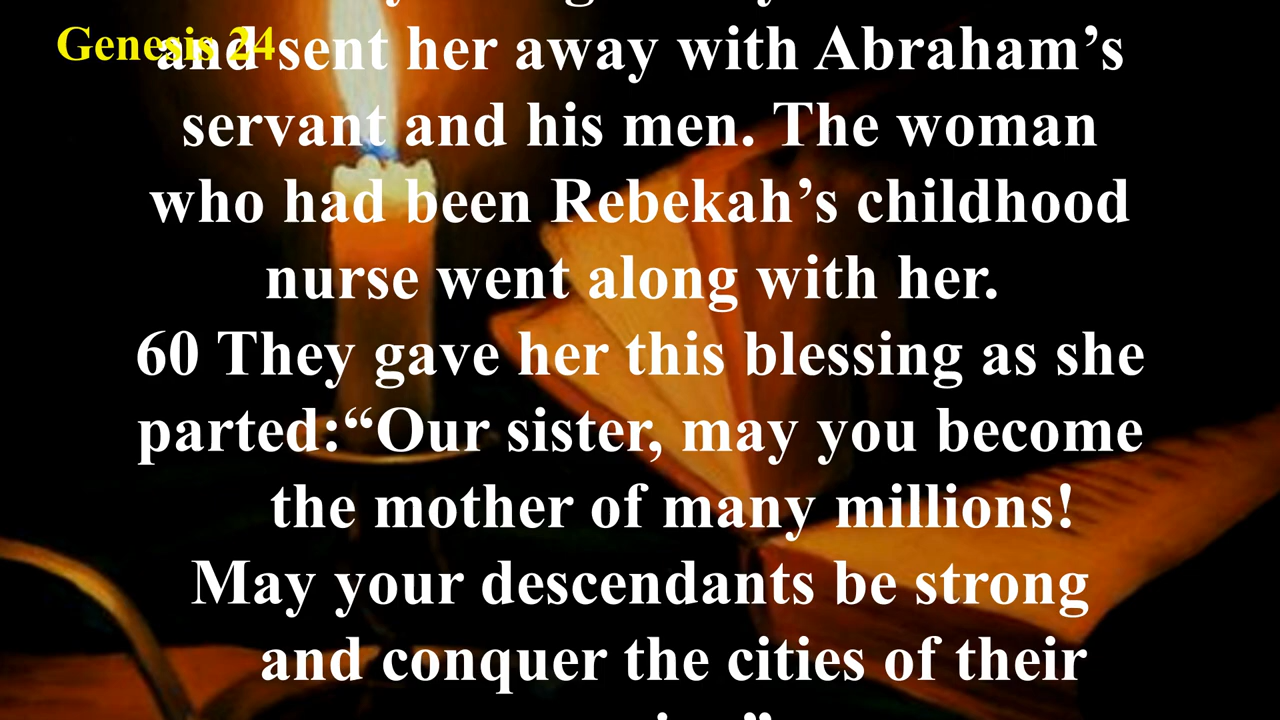 Genesis 24
and sent her away with Abraham’s
servant and his men. The woman
who had been Rebekah’s childhood
nurse went along with her.
60 They gave her this blessing as she
parted:“Our sister, may you become
the mother of many millions!
May your descendants be strong
and conquer the cities of their